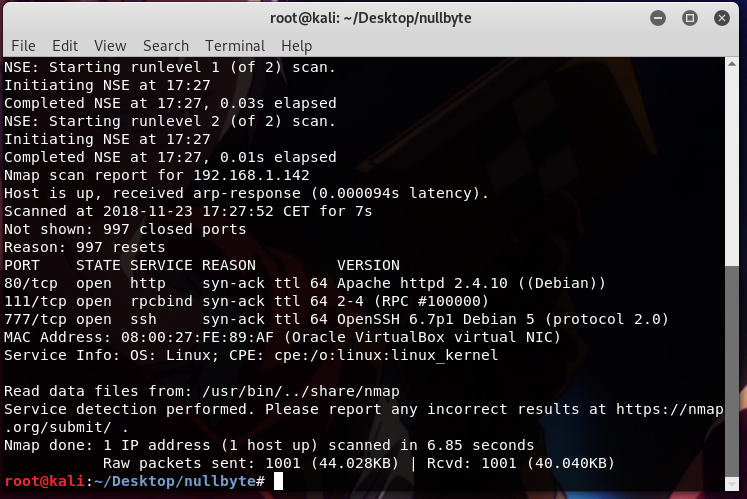 root@kali: ~/Desktop/nullbyte
File Edit View Search Terminal Help
NSE: Starting runlevel 1 (of 2) scan.
Initiating NSE at 17:27
Completed NSE at 17:27, 0.03s elapsed
NSE: Starting runlevel 2 (of 2) scan.
Initiating NSE at 17:27
Completed NSE at 17:27, 0.01s elapsed
Nmap scan report for 192.168.1.142
Host is up, received arp-response (0.000094s latency).
Scanned at 2018-11-23 17:27:52 CET for 7s
Not shown: 997 closed ports
Reason: 997 resets
PORT    STATE SERVICE REASON         VERSION
80/tcp  open  http    syn-ack ttl 64 Apache httpd 2.4.10 ((Debian))
111/tcp open  rpcbind syn-ack ttl 64 2-4 (RPC #100000)
777/tcp open  ssh     syn-ack ttl 64 OpenSSH 6.7p1 Debian 5 (protocol 2.0)
MAC Address: 08:00:27:FE:89:AF (Oracle VirtualBox virtual NIC)
Service Info: OS: Linux; CPE: cpe:/o:linux:linux_kernel
Read data files from: /usr/bin/../share/nmap
Service detection performed. Please report any incorrect results at https://nmap
.org/submit/ .
Nmap done: 1 IP address (1 host up) scanned in 6.85 seconds
           Raw packets sent: 1001 (44.028KB) | Rcvd: 1001 (40.040KB)
root@kali:~/Desktop/nullbyte#